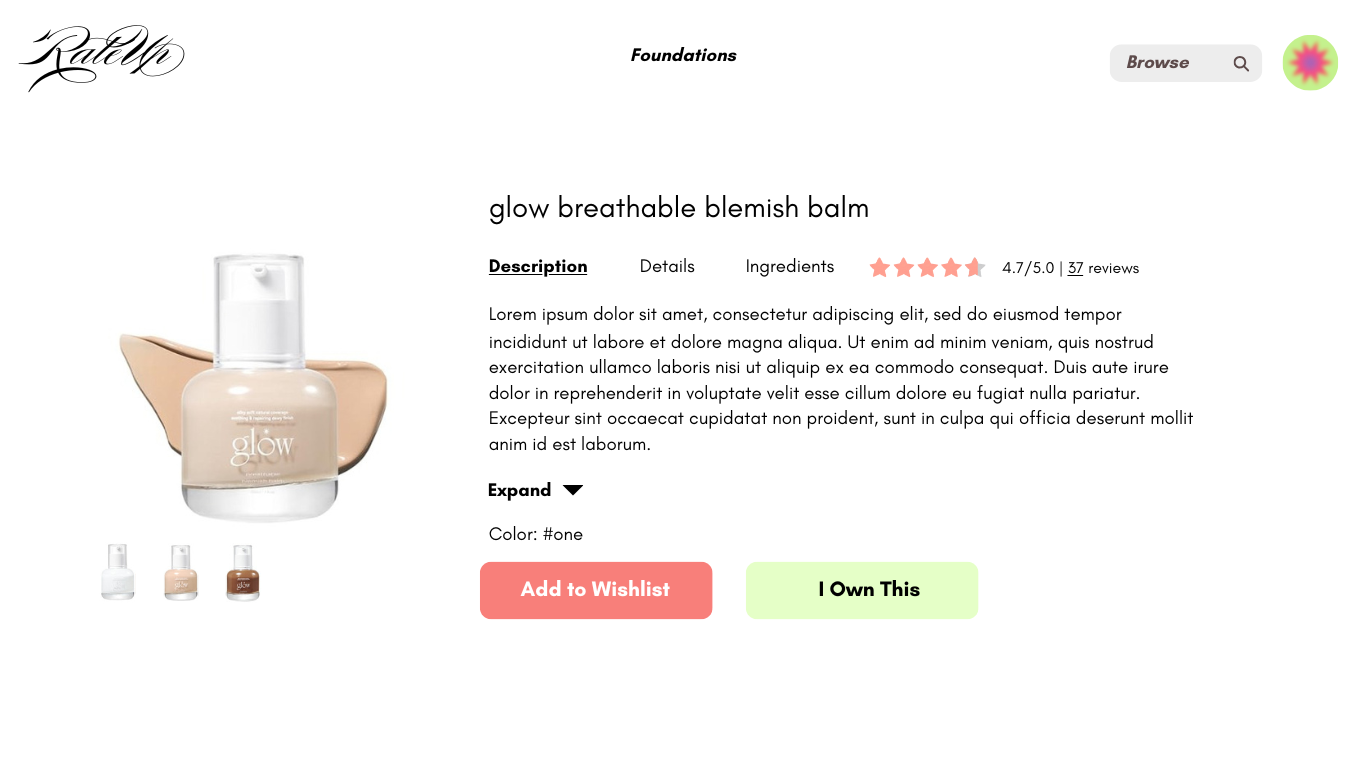 RateUp
Foundations
Browse
glow breathable blemish balm
Description Details Ingredients 4.7/5.0 | 37 reviews
Lorem ipsum dolor sit amet, consectetur adipiscing elit, sed do eiusmod tempor
incididunt ut labore et dolore magna aliqua. Ut enim ad minim veniam, quis nostrud
exercitation ullamco laboris nisi ut aliquip ex ea commodo consequat. Duis aute irure
dolor in reprehenderit in voluptate velit esse cillum dolore eu fugiat nulla pariatur.
Excepteur sint occaecat cupidatat non proident, sunt in culpa qui officia deserunt mollit
anim id est laborum.
Expand
Color: #one
Add to Wishlist I Own This
glow